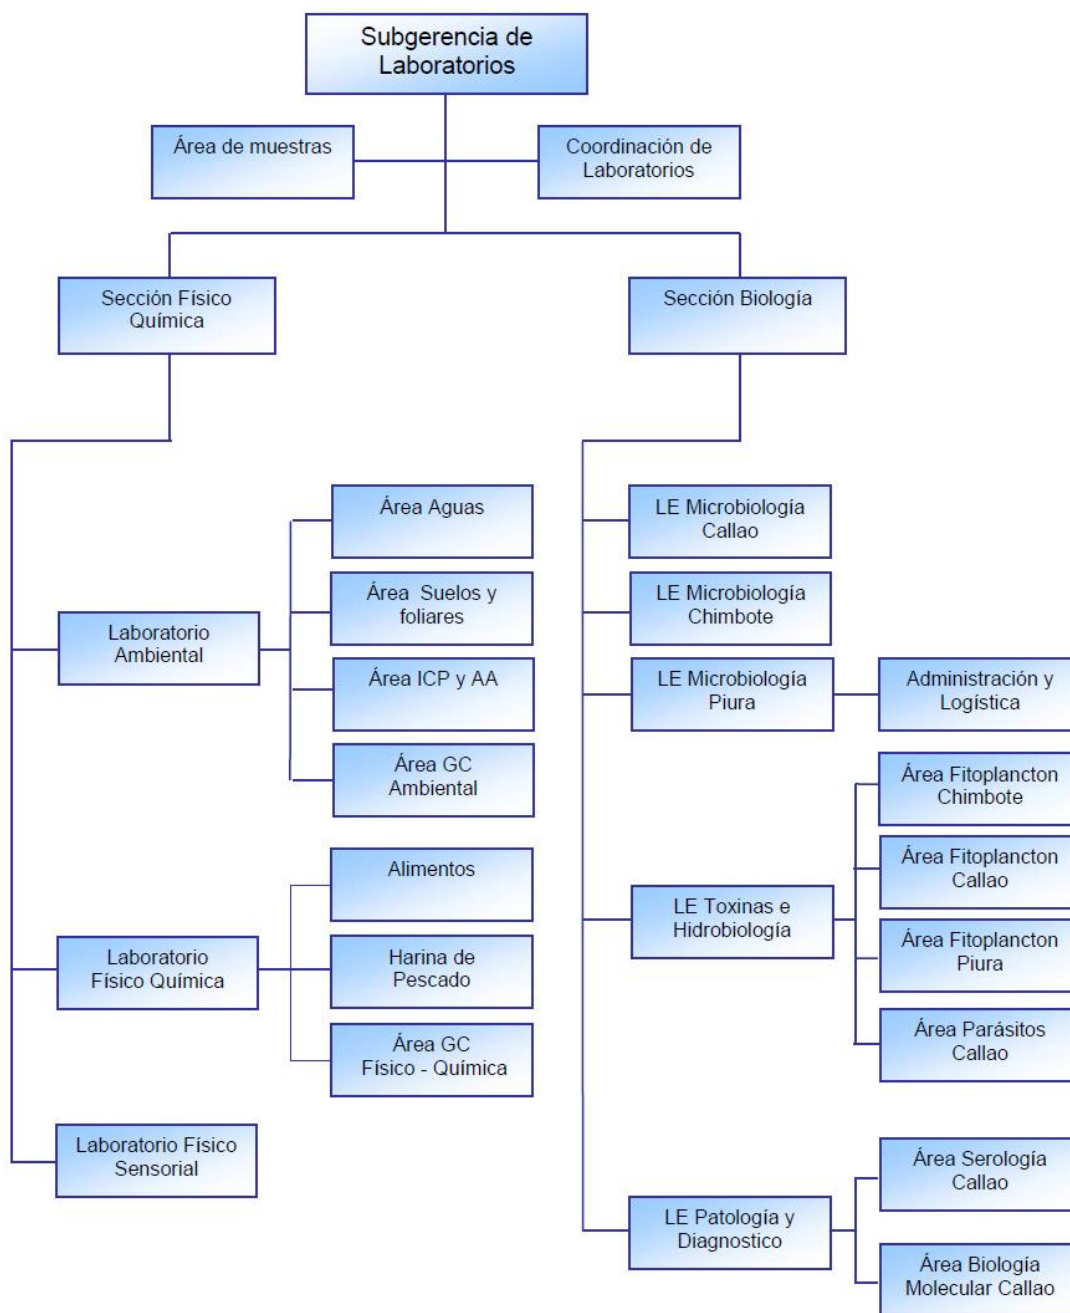 Subgerencia de
Laboratorios
Área de muestras
Coordinación de
Laboratorios
Sección Físico
Química
Sección Biología
Laboratorio
Ambiental
Área Aguas
Área Suelos y
foliares
Área ICP y AA
Área GC
Ambiental
Laboratorio
Físico Química
Alimentos
Harina de
Pescado
Área GC
Físico - Química
Laboratorio Físico
Sensorial
LE Microbiología
Callao
LE Microbiología
Chimbote
LE Microbiología
Piura
Administración y
Logística
LE Toxinas e
Hidrobiología
Área Fitoplancton
Chimbote
Área Fitoplancton
Callao
Área Fitoplancton
Piura
Área Parásitos
Callao
LE Patología y
Diagnostico
Área Serología
Callao
Área Biología
Molecular Callao